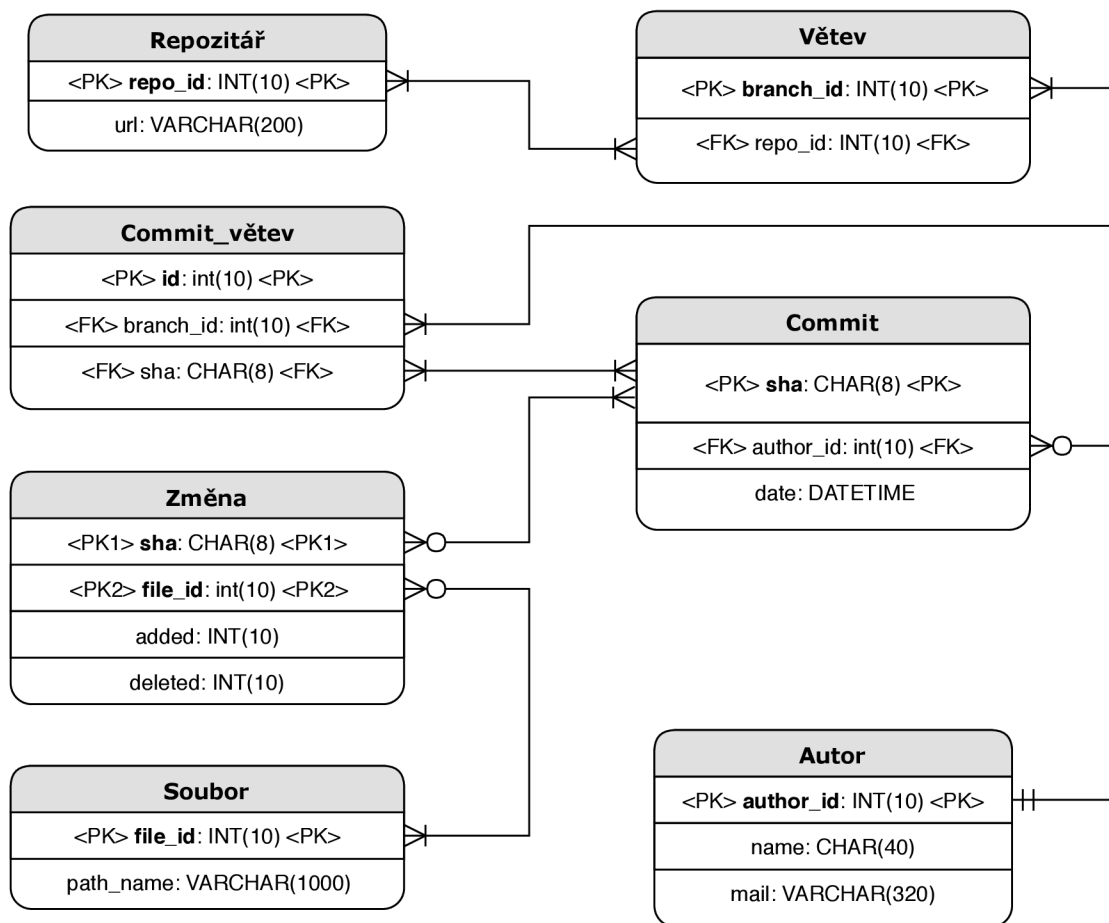 Repozitář
<PK> repo_id: INT(10) <PK>
url: VARCHAR(200)
Větev
<PK> branch_id: INT(10) <PK>
<FK> repo_id: INT(10) <FK>
Commit_větev
<PK> id: int(10) <PK>
<FK> branch_id: int(10) <FK>
<FK> sha: CHAR(8) <FK>
Commit
<PK> sha: CHAR(8) <PK>
<FK> author_id: int(10) <FK>
date: DATETIME
Změna
<PK1> sha: CHAR(8) <PK1>
<PK2> file_id: int(10) <PK2>
added: INT(10)
deleted: INT(10)
Soubor
<PK> file_id: INT(10) <PK>
path_name: VARCHAR(1000)
Autor
<PK> author_id: INT(10) <PK>
name: CHAR(40)
mail: VARCHAR(320)